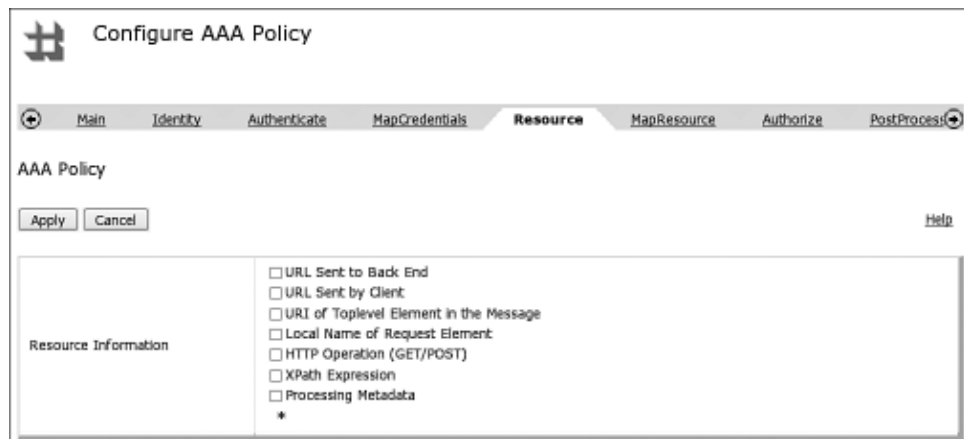 Configure AAA Policy
Main Identity Authenticate MapCredentials Resource MapResource Authorize PostProcess
AAA Policy
Apply Cancel Help
Resource Information
URL Sent to Back End
URL Sent by Client
URI of Toplevel Element in the Message
Local Name of Request Element
HTTP Operation (GET/POST)
XPath Expression
Processing Metadata
*